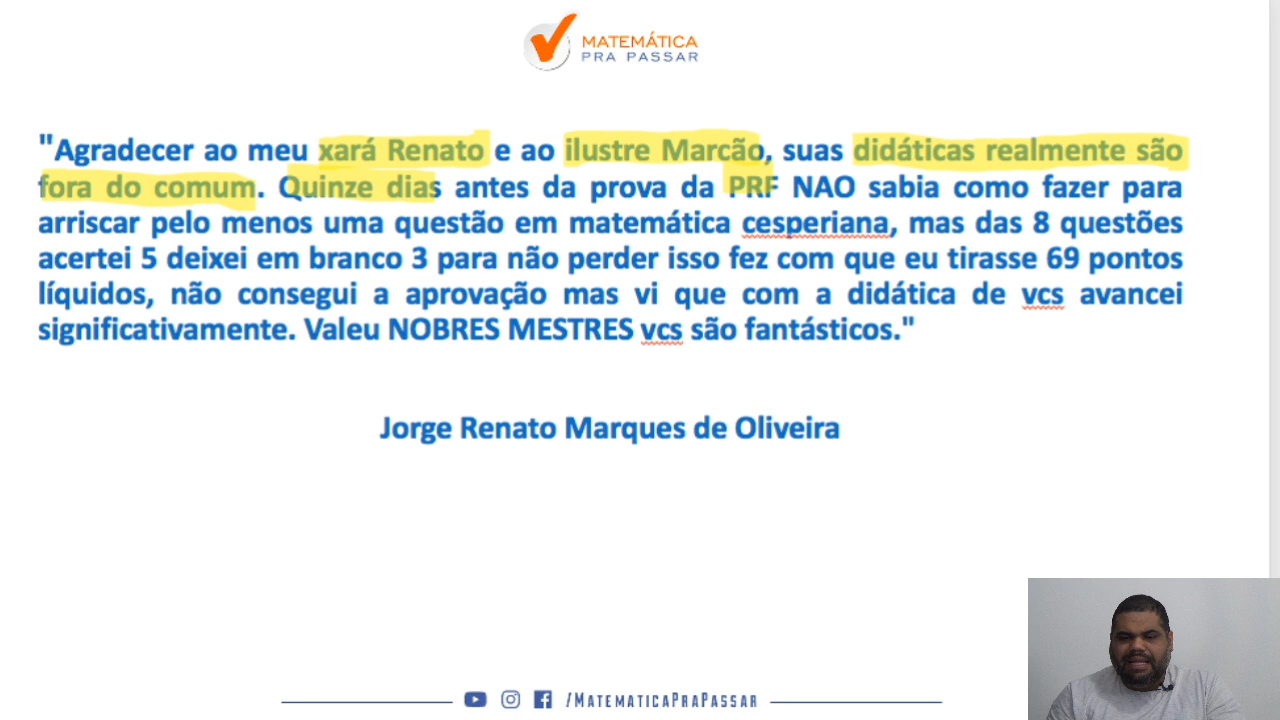 MATEMÁTICA
PRA PASSAR
"Agradecer ao meu xará Renato e ao ilustre Marcão, suas didáticas realmente são
fora do comum. Quinze dias antes da prova da PRF NAO sabia como fazer para
arriscar pelo menos uma questão em matemática cesperiana, mas das 8 questões
acertei 5 deixei em branco 3 para não perder isso fez com que eu tirasse 69 pontos
líquidos, não consegui a aprovação mas vi que com a didática de vcs avancei
significativamente. Valeu NOBRES MESTRES vcs são fantásticos."
Jorge Renato Marques de Oliveira
/MATEMATICAPRAPASSAR